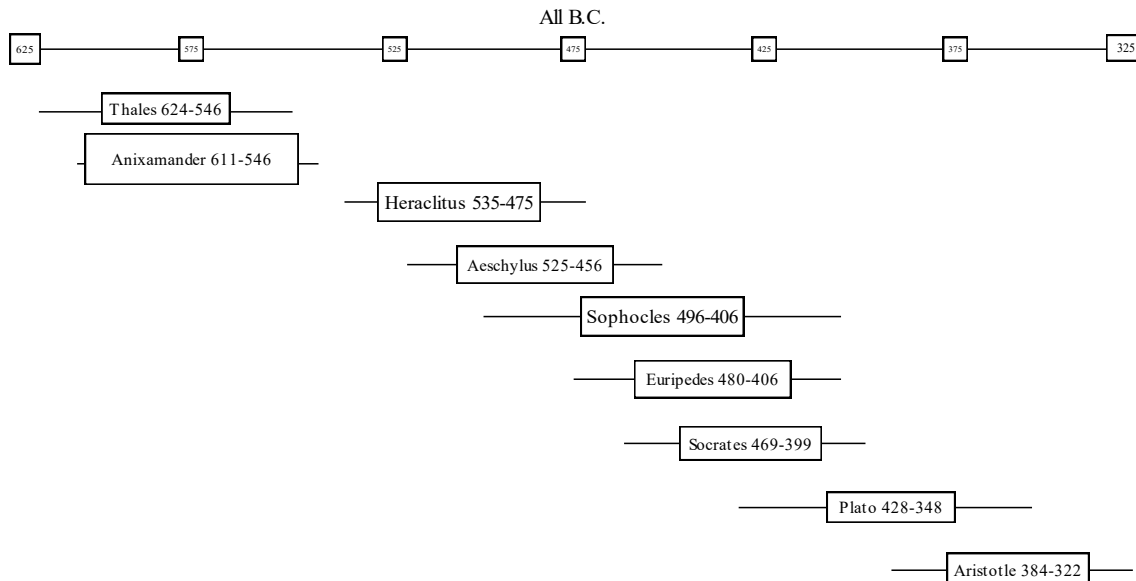 All B.C.
625 575 525 475 425 375 325
Thales 624-546
Anixamander 611-546
Heraclitus 535-475
Aeschylus 525-456
Sophocles 496-406
Euripedes 480-406
Socrates 469-399
Plato 428-348
Aristotle 384-322